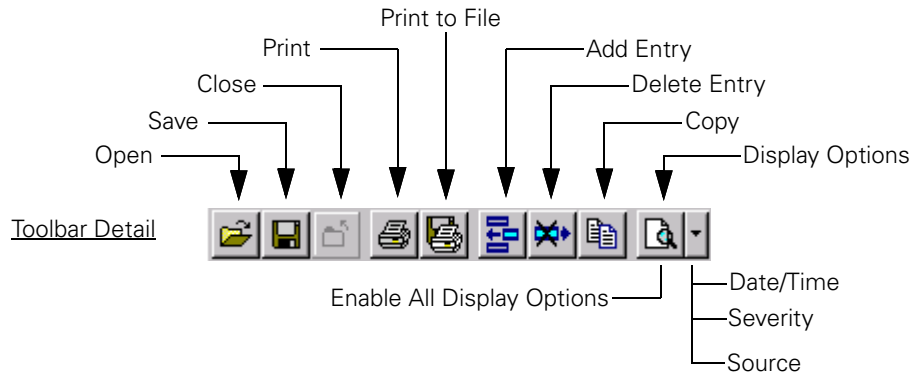 Print to File
Print
Add Entry
Close
Delete Entry
Save
Copy
Open
Display Options
Toolbar Detail
Enable All Display Options
Date/Time
Severity
Source